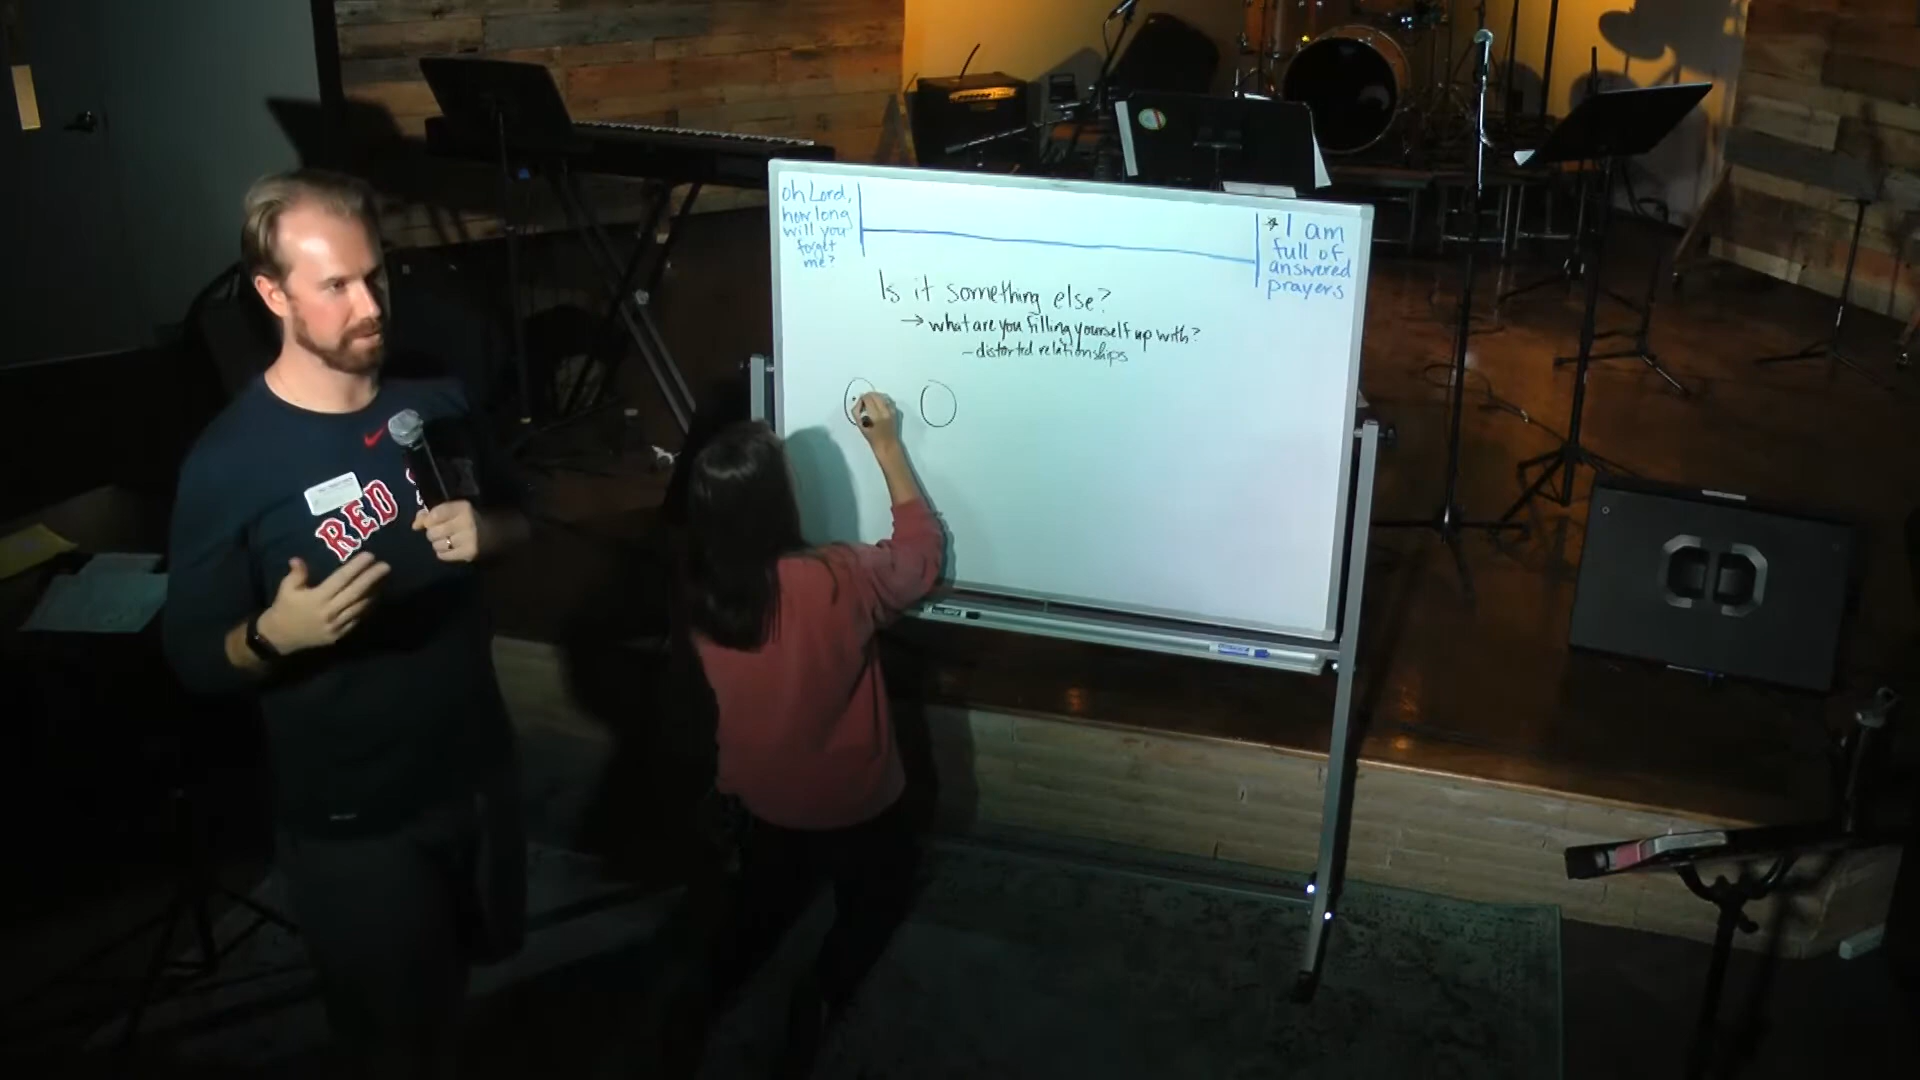 oh Lord,
how long
will you
forget
me?
* I am
full of
answered
prayers
Is it something else?
→ what are you filling yourself up with?
- distorted relationships
RED